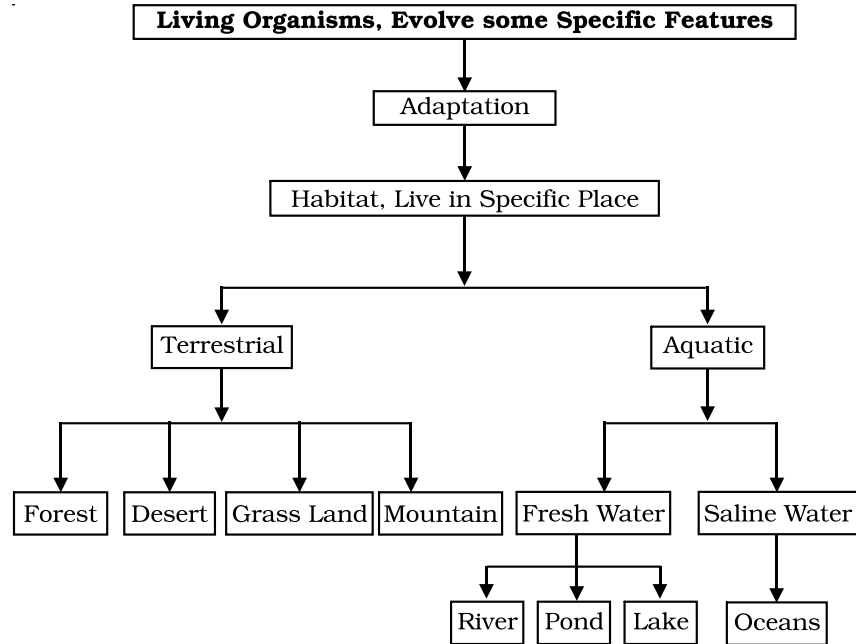 Living Organisms, Evolve some Specific Features
Adaptation
Habitat, Live in Specific Place
Terrestrial
Aquatic
Forest
Desert
Grass Land
Mountain
Fresh Water
Saline Water
River
Pond
Lake
Oceans